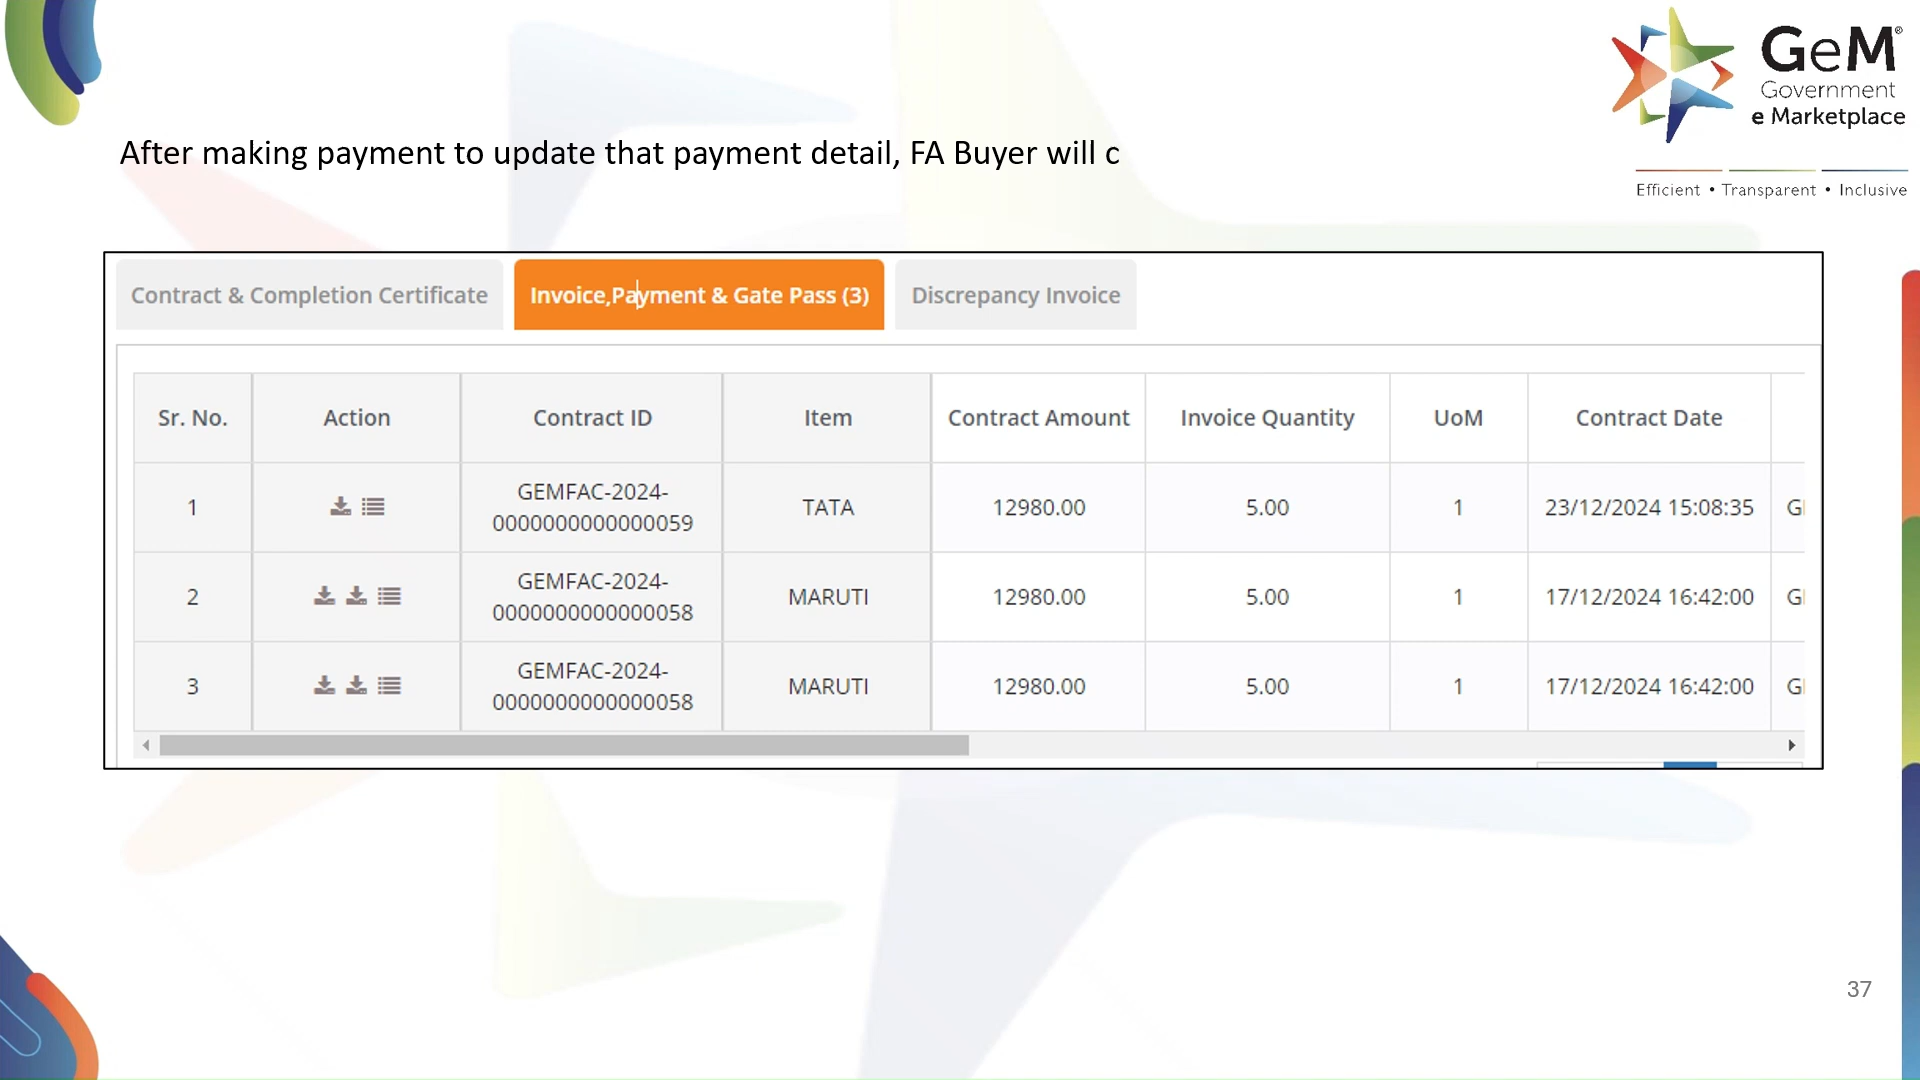 GeM®
Government
e Marketplace
Efficient • Transparent • Inclusive
After making payment to update that payment detail, FA Buyer will c
Contract & Completion Certificate Invoice,Payment & Gate Pass (3) Discrepancy Invoice
Sr. No. Action Contract ID Item Contract Amount Invoice Quantity UoM Contract Date
1 GEMFAC-2024-0000000000000059 TATA 12980.00 5.00 1 23/12/2024 15:08:35 G
2 GEMFAC-2024-0000000000000058 MARUTI 12980.00 5.00 1 17/12/2024 16:42:00 G
3 GEMFAC-2024-0000000000000058 MARUTI 12980.00 5.00 1 17/12/2024 16:42:00 G
37